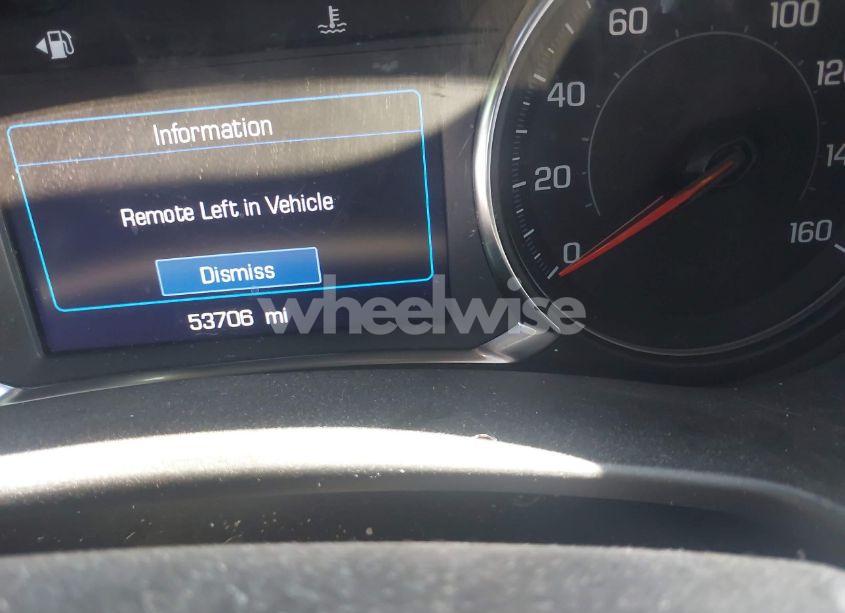 Information
Remote Left in Vehicle
Dismiss
53706 mi
wheelwise
0
20
40
60
100
160